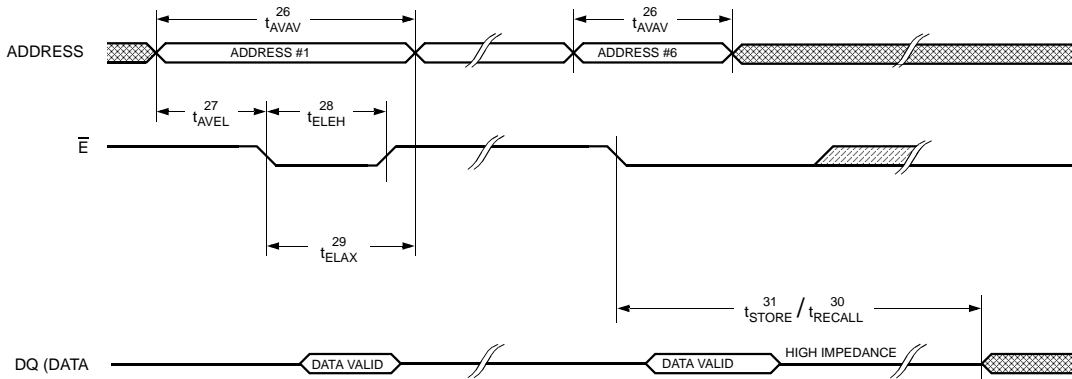 26
tAVAV
26
tAVAV
ADDRESS
ADDRESS #1
ADDRESS #6
27
tAVEL
28
tELEH
E
29
tELAX
31 30
tSTORE / tRECALL
DQ (DATA
DATA VALID
DATA VALID
HIGH IMPEDANCE